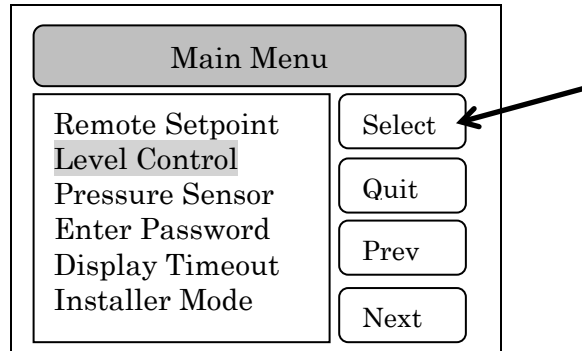 Main Menu
Remote Setpoint
Level Control
Pressure Sensor
Enter Password
Display Timeout
Installer Mode
Select
Quit
Prev
Next